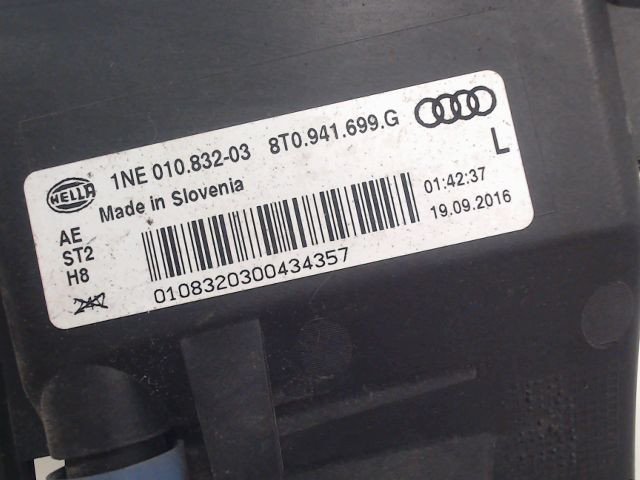 HELLA 1NE 010.832-03 8T0.941.699.G
Made in Slovenia
L
AE
ST2
H8
01:42:37
19.09.2016
0108320300434357